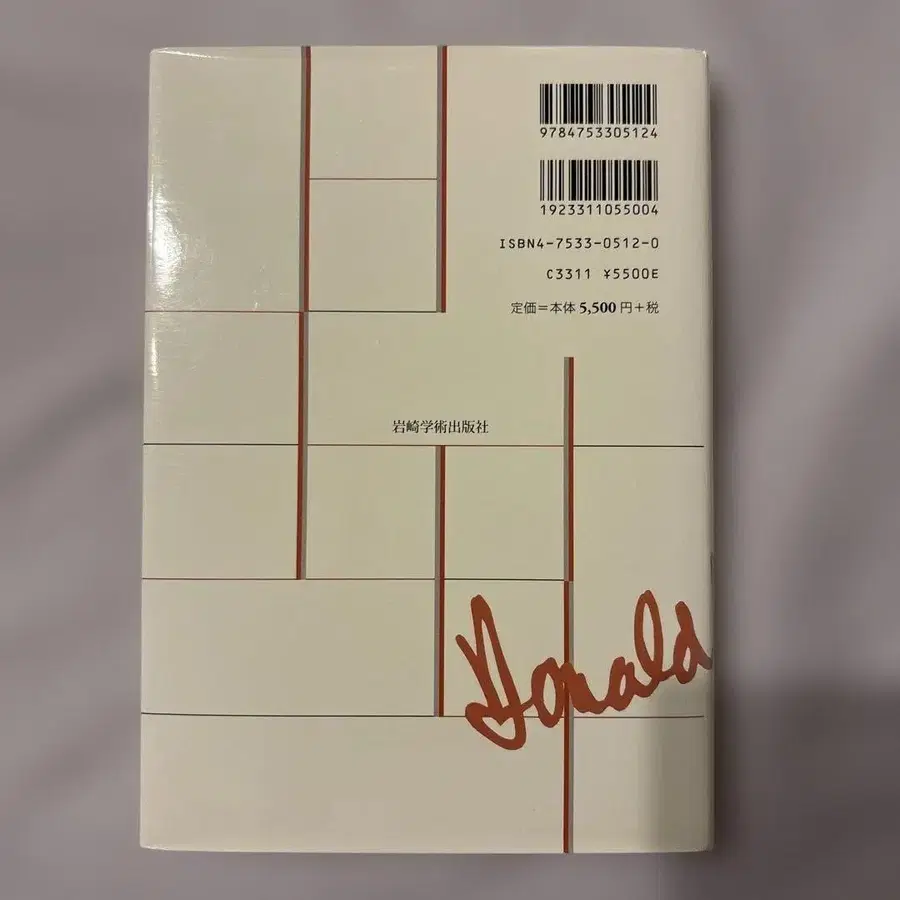 9784753305124
1923311055004
ISBN4-7533-0512-0
C3311 ¥5500E
定価＝本体 5,500 円＋税
岩崎学術出版社
Donald